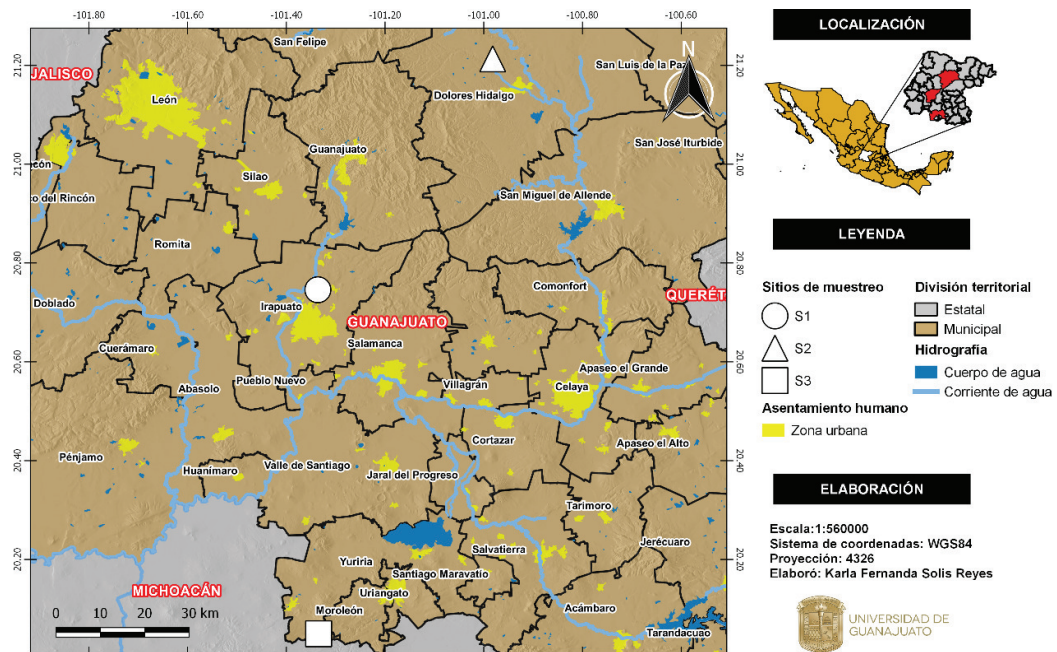 -101.80
-101.60
-101.40
-101.20
-101.00
-100.80
-100.60
21.20
21.00
20.80
20.60
20.40
20.20
21.20
21.00
20.80
20.60
20.40
20.20
San Felipe
JALISCO
León
San Luis de la Paz
N
Dolores Hidalgo
Guanajuato
San José Iturbide
cón
Silao
co del Rincón
San Miguel de Allende
Romita
Doblado
Comonfort
QUERÉT
Irapuato
GUANAJUATO
Salamanca
Cuerámaro
Abasolo
Pueblo Nuevo
Villagrán
Apaseo el Grande
Celaya
Cortazar
Apaseo el Alto
Pénjamo
Huanímaro
Valle de Santiago
Jaral del Progreso
Tarimoro
Jerécuaro
Yuriria
Salvatierra
Santiago Maravatío
MICHOACÁN
Uriangato
Moroleón
Acámbaro
Tarandacuao
0 10 20 30 km
LOCALIZACIÓN
LEYENDA
Sitios de muestreo
S1
S2
S3
Asentamiento humano
Zona urbana
División territorial
Estatal
Municipal
Hidrografia
Cuerpo de agua
Corriente de agua
ELABORACIÓN
Escala:1:560000
Sistema de coordenadas: WGS84
Proyección: 4326
Elaboró: Karla Fernanda Solis Reyes
UNIVERSIDAD DE
GUANAJUATO